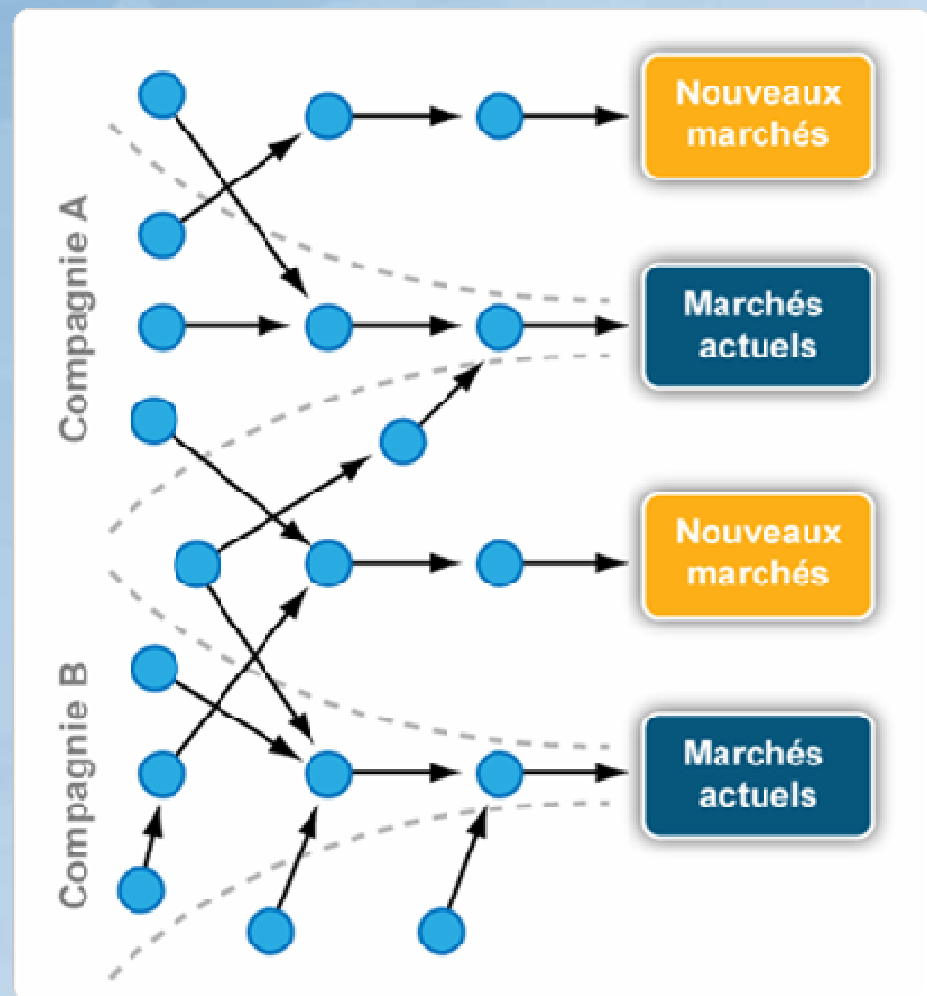 Compagnie A
Nouveaux
marchés
Marchés
actuels
Compagnie B
Nouveaux
marchés
Marchés
actuels